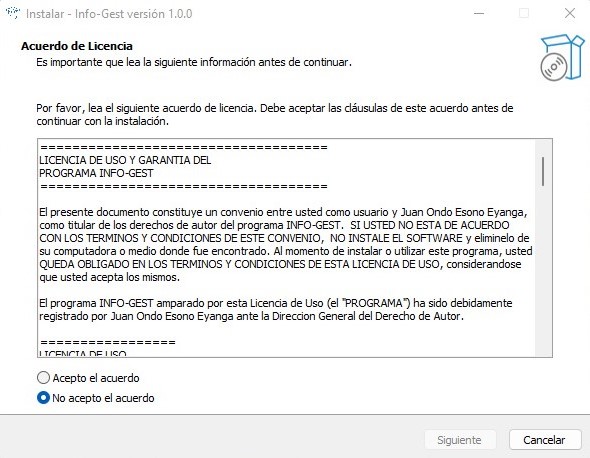 Instalar - Info-Gest versión 1.0.0
Acuerdo de Licencia
Es importante que lea la siguiente información antes de continuar.
Por favor, lea el siguiente acuerdo de licencia. Debe aceptar las cláusulas de este acuerdo antes de
continuar con la instalación.
====================================
LICENCIA DE USO Y GARANTIA DEL
PROGRAMA INFO-GEST
====================================
El presente documento constituye un convenio entre usted como usuario y Juan Ondo Esono Eyanga,
como titular de los derechos de autor del programa INFO-GEST.  SI USTED NO ESTA DE ACUERDO
CON LOS TERMINOS Y CONDICIONES DE ESTE CONVENIO,  NO INSTALE EL SOFTWARE y eliminelo de
su computadora o medio donde fue encontrado. Al momento de instalar o utilizar este programa, usted
QUEDA OBLIGADO EN LOS TERMINOS Y CONDICIONES DE ESTA LICENCIA DE USO, considerandose
que usted acepta los mismos.
El programa INFO-GEST amparado por esta Licencia de Uso (el "PROGRAMA") ha sido debidamente
registrado por Juan Ondo Esono Eyanga ante la Direccion General del Derecho de Autor.
=================
LICENCIA DE USO
Acepto el acuerdo
No acepto el acuerdo
Siguiente
Cancelar